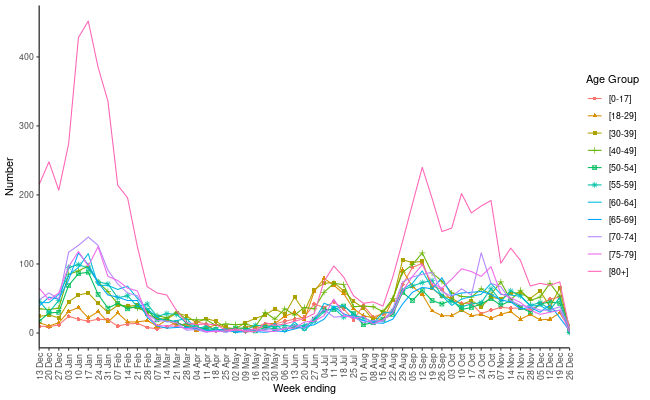 Number
400
300
200
100
0
13 Dec
20 Dec
27 Dec
03 Jan
10 Jan
17 Jan
24 Jan
31 Jan
07 Feb
14 Feb
21 Feb
28 Feb
07 Mar
14 Mar
21 Mar
28 Mar
04 Apr
11 Apr
18 Apr
25 Apr
02 May
09 May
16 May
23 May
30 May
06 Jun
13 Jun
20 Jun
27 Jun
04 Jul
11 Jul
18 Jul
25 Jul
01 Aug
08 Aug
15 Aug
22 Aug
29 Aug
05 Sep
12 Sep
19 Sep
26 Sep
03 Oct
10 Oct
17 Oct
24 Oct
31 Oct
07 Nov
14 Nov
21 Nov
28 Nov
05 Dec
12 Dec
19 Dec
26 Dec
Week ending
Age Group
[0-17]
[18-29]
[30-39]
[40-49]
[50-54]
[55-59]
[60-64]
[65-69]
[70-74]
[75-79]
[80+]